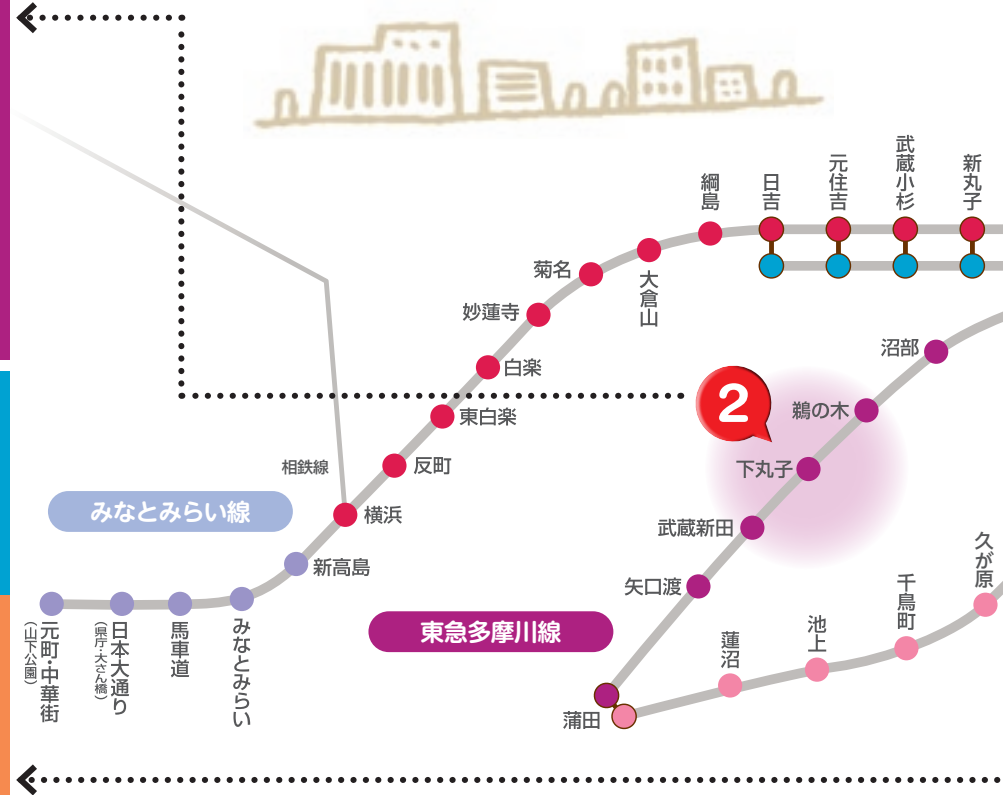 綱島
日吉
元住吉
武蔵小杉
新丸子
菊名
大倉山
妙蓮寺
白楽
東白楽
反町
相鉄線
横浜
みなとみらい線
新高島
元町・中華街
(山下公園)
日本大通り
(県庁・大さん橋)
馬車道
みなとみらい
2
沼部
鵜の木
下丸子
武蔵新田
矢口渡
東急多摩川線
蒲田
蓮沼
池上
千鳥町
久が原